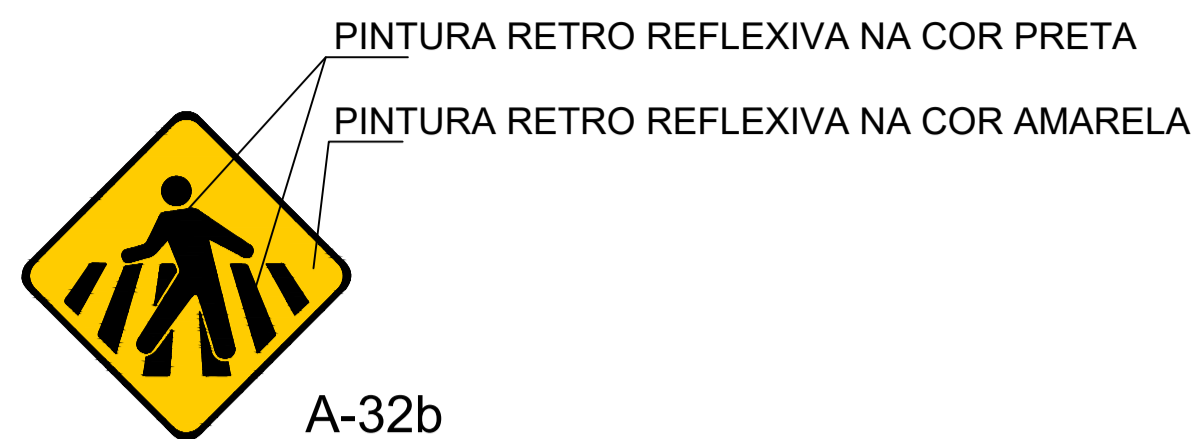 PINTURA RETRO REFLEXIVA NA COR PRETA
PINTURA RETRO REFLEXIVA NA COR AMARELA
A-32b